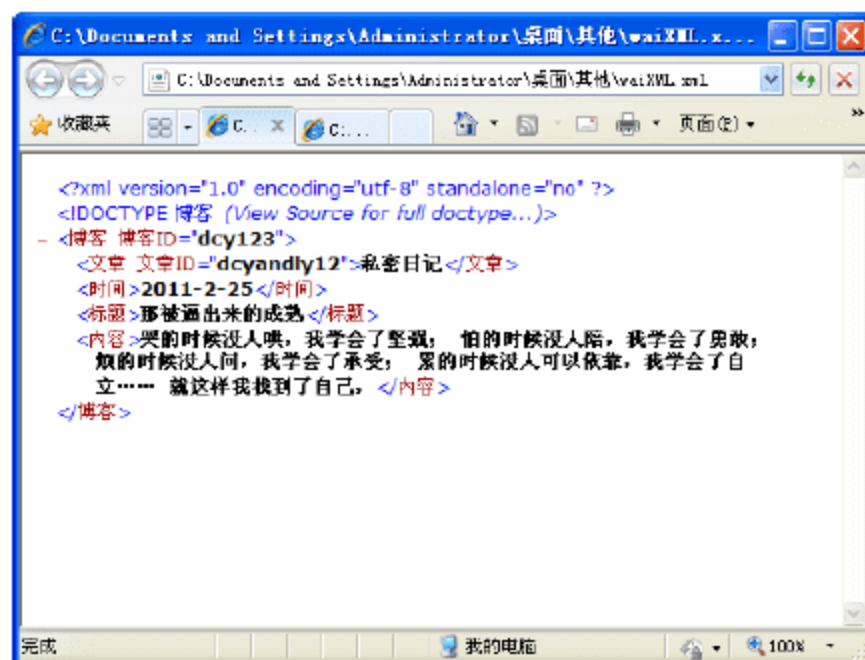 C:\Documents and Settings\Administrator\桌面\其他\waiXML.x...
C:\Documents and Settings\Administrator\桌面\其他\waiXML.xml
收藏夹 C... C:... 页面(P)
<?xml version="1.0" encoding="utf-8" standalone="no" ?>
<!DOCTYPE 博客 (View Source for full doctype...)>
- <博客 博客ID="dcy123">
<文章 文章ID="dcyandly12">私密日记</文章>
<时间>2011-2-25</时间>
<标题>那被逼出来的成熟</标题>
<内容>哭的时候没人哄，我学会了坚强； 怕的时候没人陪，我学会了勇敢；
烦的时候没人问，我学会了承受； 累的时候没人可以依靠，我学会了自
立…… 就这样我找到了自己， </内容>
</博客>
完成 我的电脑 100%